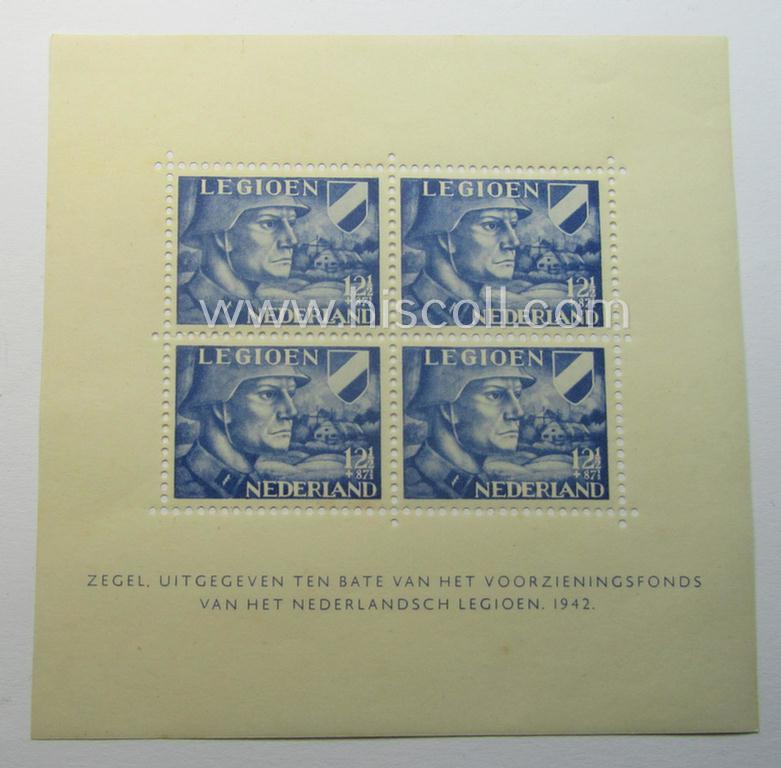 LEGIOEN LEGIOEN
12½ 12½
+ 87½ + 87½
www.hiscoll.com
NEDERLAND NEDERLAND
LEGIOEN LEGIOEN
12½ 12½
+ 87½ + 87½
NEDERLAND NEDERLAND
ZEGEL, UITGEGEVEN TEN BATE VAN HET VOORZIENINGSFONDS
VAN HET NEDERLANDSCH LEGIOEN. 1942.